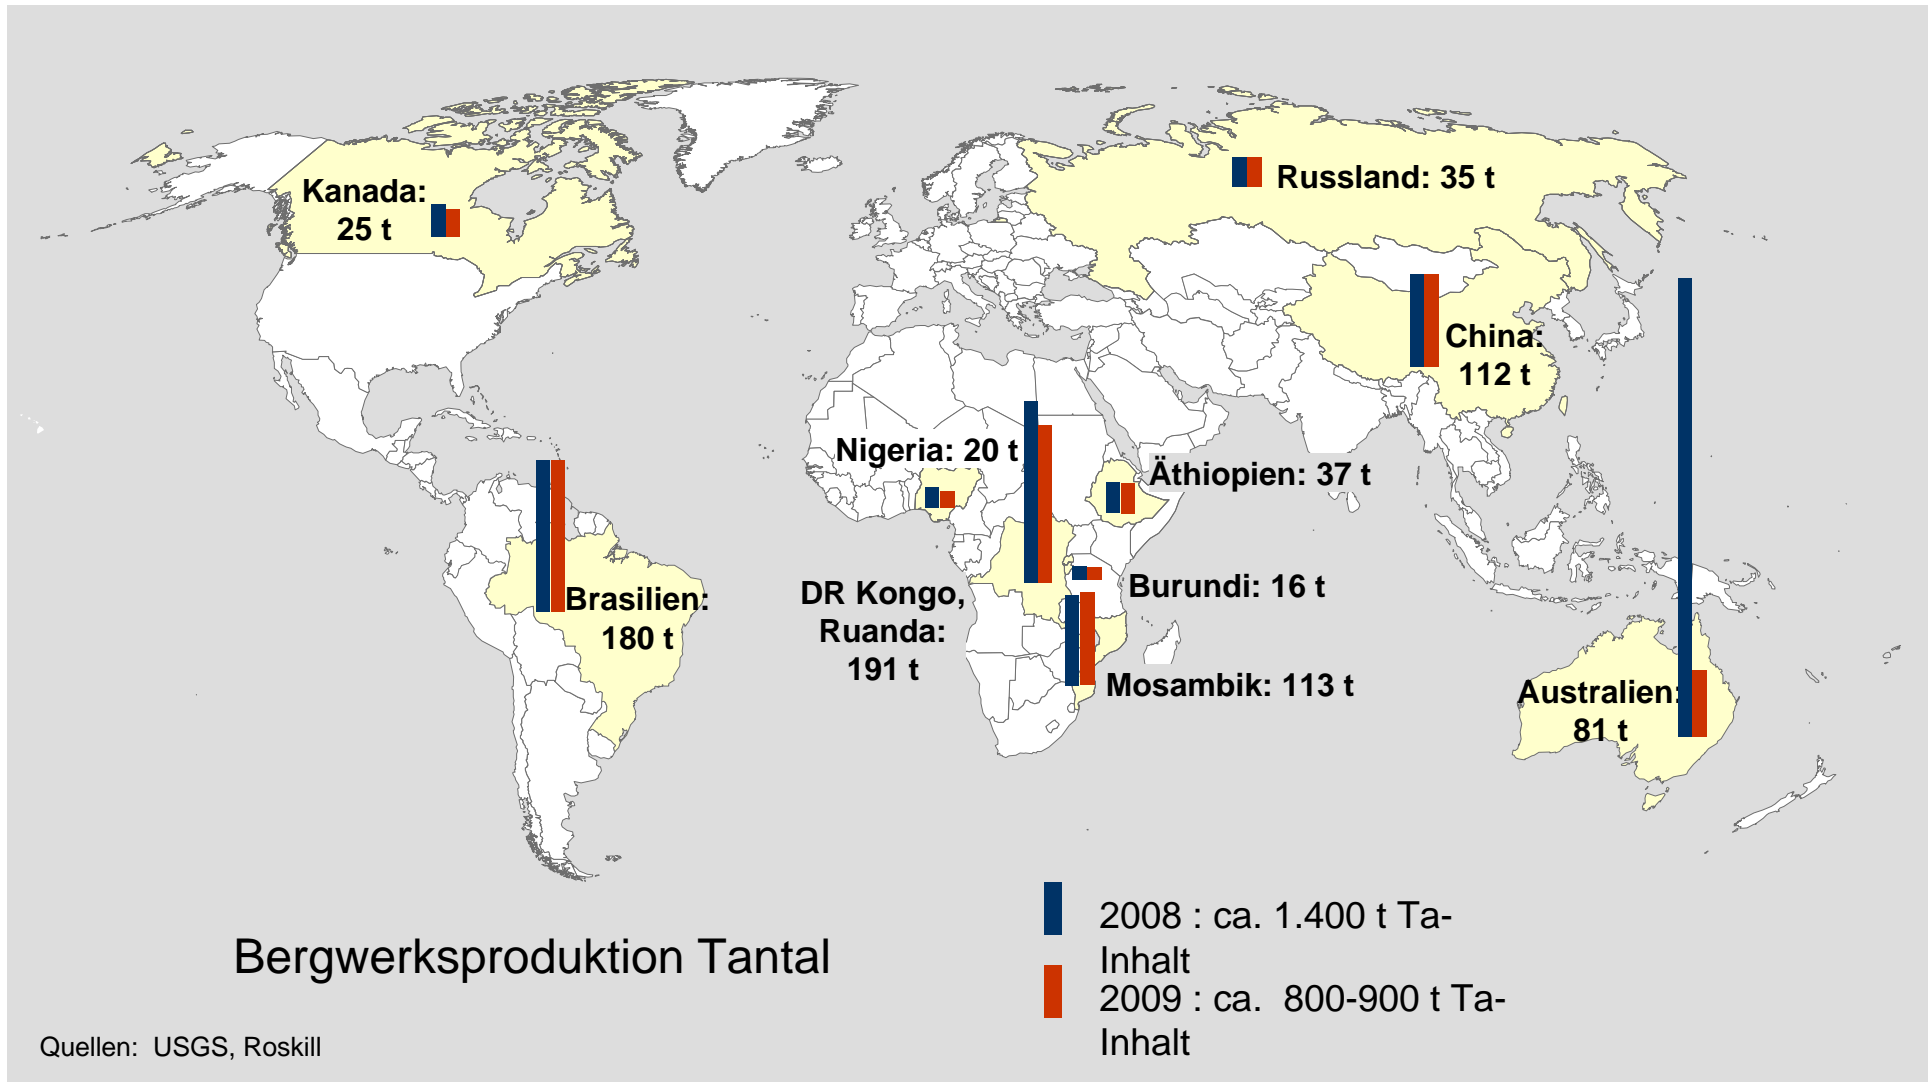 Kanada:
25 t
Russland: 35 t
China:
112 t
Nigeria: 20 t
Äthiopien: 37 t
Brasilien:
180 t
DR Kongo,
Ruanda:
191 t
Burundi: 16 t
Mosambik: 113 t
Australien:
81 t
Bergwerksproduktion Tantal
2008 : ca. 1.400 t Ta-
Inhalt
2009 : ca.  800-900 t Ta-
Inhalt
Quellen:  USGS, Roskill